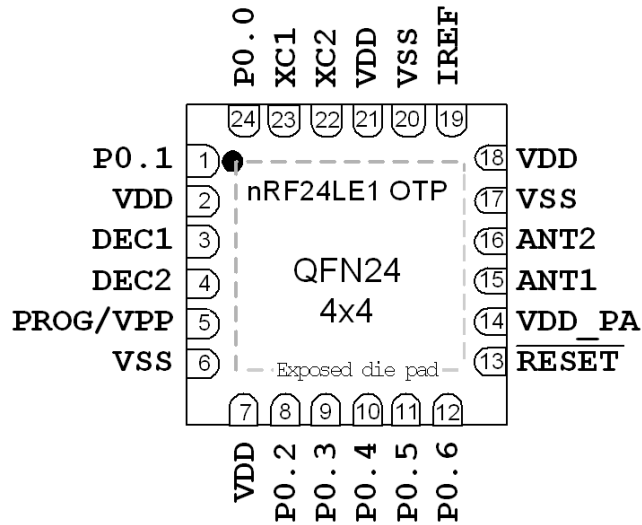 P0.0 XC1 XC2 VDD VSS IREF
24 23 22 21 20 19
P0.1 1 18 VDD
nRF24LE1 OTP
VDD 2 17 VSS
DEC1 3 16 ANT2
QFN24
DEC2 4 15 ANT1
4x4
PROG/VPP 5 14 VDD_PA
VSS 6 13 RESET
Exposed die pad
7 8 9 10 11 12
VDD P0.2 P0.3 P0.4 P0.5 P0.6